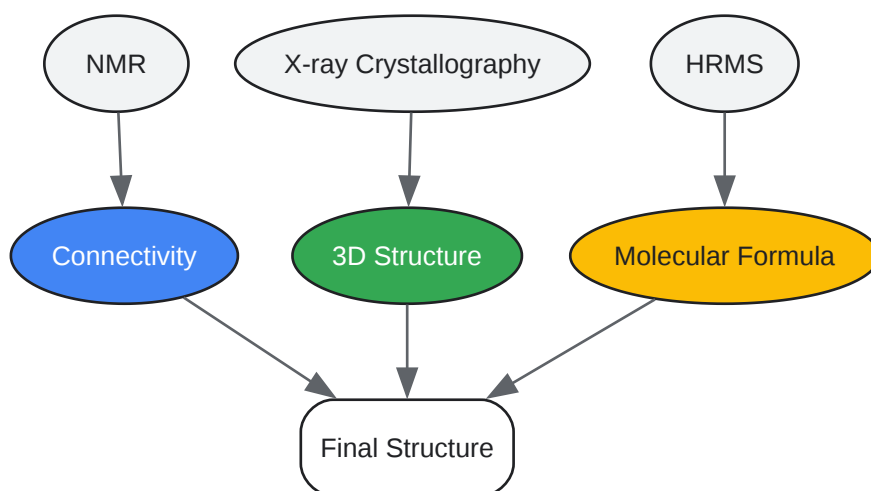 NMR
X-ray Crystallography
HRMS
Connectivity
3D Structure
Molecular Formula
Final Structure